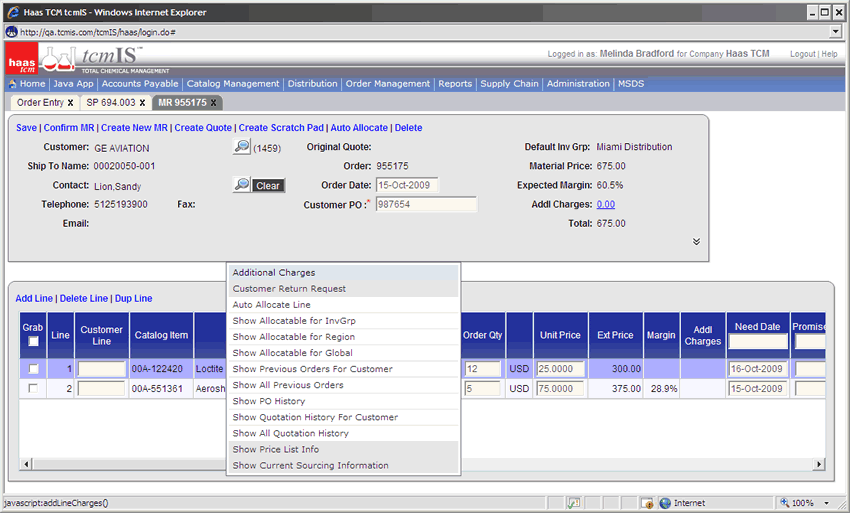 Haas TCM tcmIS - Windows Internet Explorer
http://qa.tcmis.com/tcmIS/haas/login.do#
haas tcm tcmIS™ TOTAL CHEMICAL MANAGEMENT
Logged in as: Melinda Bradford for Company Haas TCM Logout | Help
Home Java App Accounts Payable Catalog Management Distribution Order Management Reports Supply Chain Administration MSDS
Order Entry x SP 694.003 x MR 955175 x
Save | Confirm MR | Create New MR | Create Quote | Create Scratch Pad | Auto Allocate | Delete
Customer: GE AVIATION (1459) Original Quote: Default Inv Grp: Miami Distribution
Ship To Name: 00020050-001 Order: 955175 Material Price: 675.00
Contact: Lion,Sandy Clear Order Date: 15-Oct-2009 Expected Margin: 60.5%
Telephone: 5125193900 Fax: Customer PO :* 987654 Addl Charges: 0.00
Email: Total: 675.00
Additional Charges
Customer Return Request
Auto Allocate Line
Show Allocatable for InvGrp
Show Allocatable for Region
Show Allocatable for Global
Show Previous Orders For Customer
Show All Previous Orders
Show PO History
Show Quotation History For Customer
Show All Quotation History
Show Price List Info
Show Current Sourcing Information
Add Line | Delete Line | Dup Line
Grab Line Customer Line Catalog Item Order Qty Unit Price Ext Price Margin Addl Charges Need Date Promise
1 00A-122420 Loctite 12 USD 25.0000 300.00 16-Oct-2009
2 00A-551361 Aerosh 5 USD 75.0000 375.00 28.9% 15-Oct-2009
javascript:addLineCharges() Internet 100%